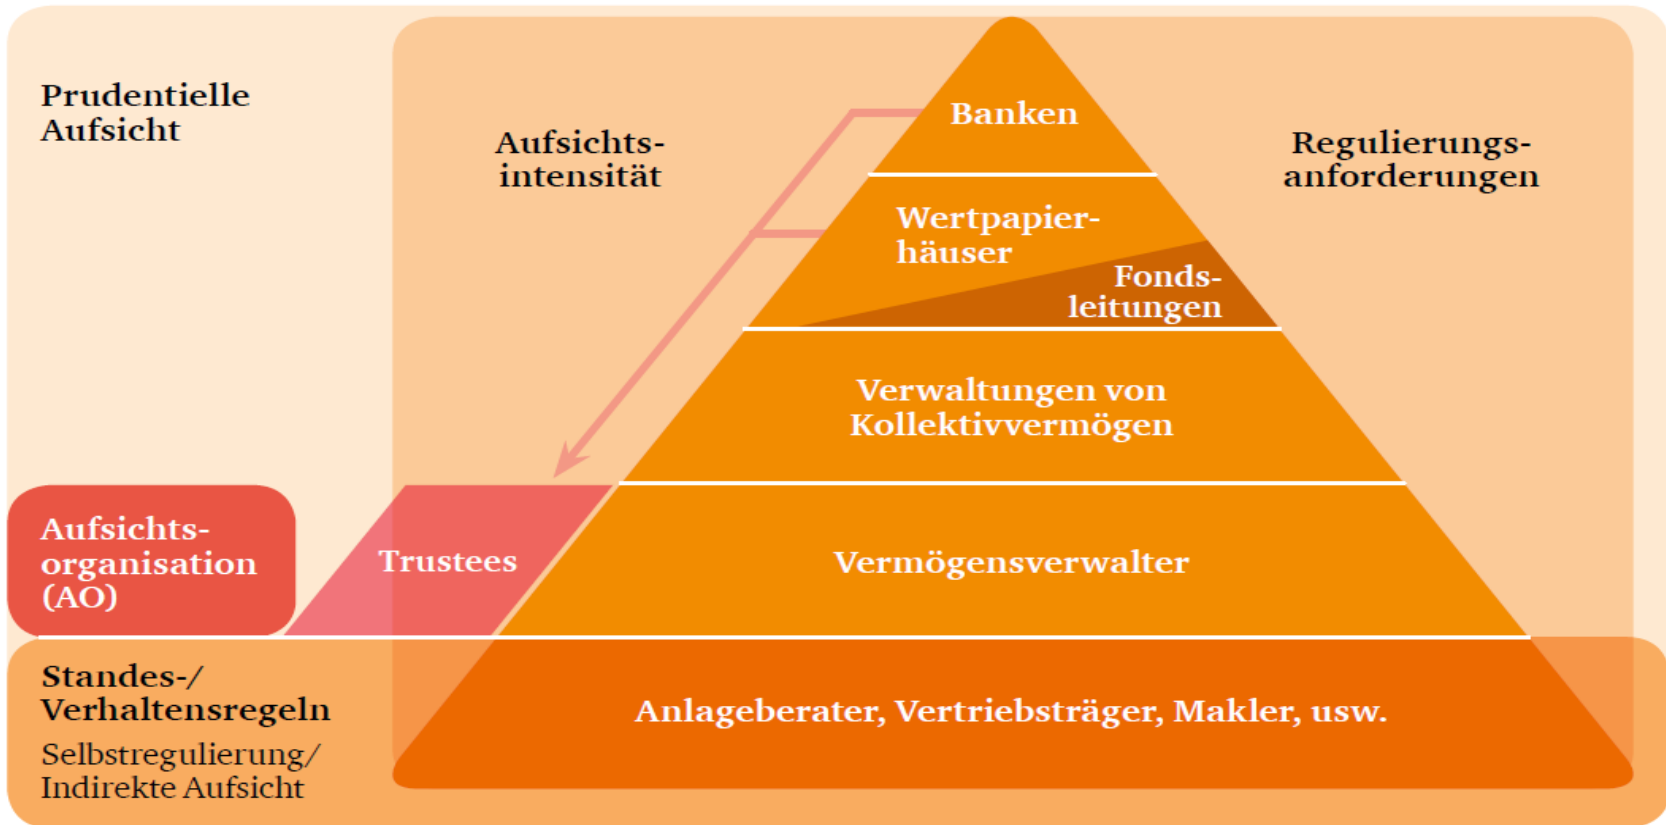 Prudentielle
Aufsicht
Aufsichts-
intensität
Banken
Regulierungs-
anforderungen
Wertpapier-
häuser
Fonds-
leitungen
Verwaltungen von
Kollektivvermögen
Aufsichts-
organisation
(AO)
Trustees
Vermögensverwalter
Standes-/
Verhaltensregeln
Selbstregulierung/
Indirekte Aufsicht
Anlageberater, Vertriebsträger, Makler, usw.